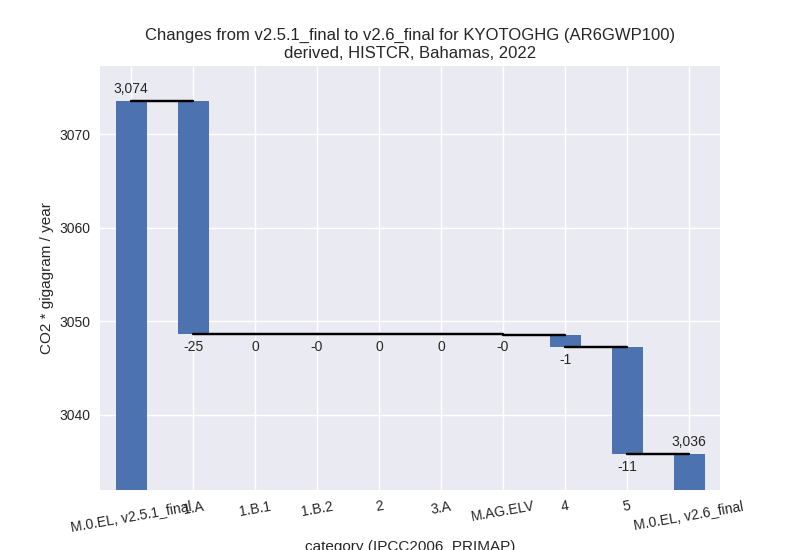 Changes from v2.5.1_final to v2.6_final for KYOTOGHG (AR6GWP100)
derived, HISTCR, Bahamas, 2022
3,074
3070
3060
CO2 * gigagram / year
3050
-25
0
-0
0
0
-0
-1
3040
3,036
-11
M.0.EL, v2.5.1_final
1.A
1.B.1
1.B.2
2
3.A
M.AG.ELV
4
5
M.0.EL, v2.6_final
category (IPCC2006_PRIMAP)